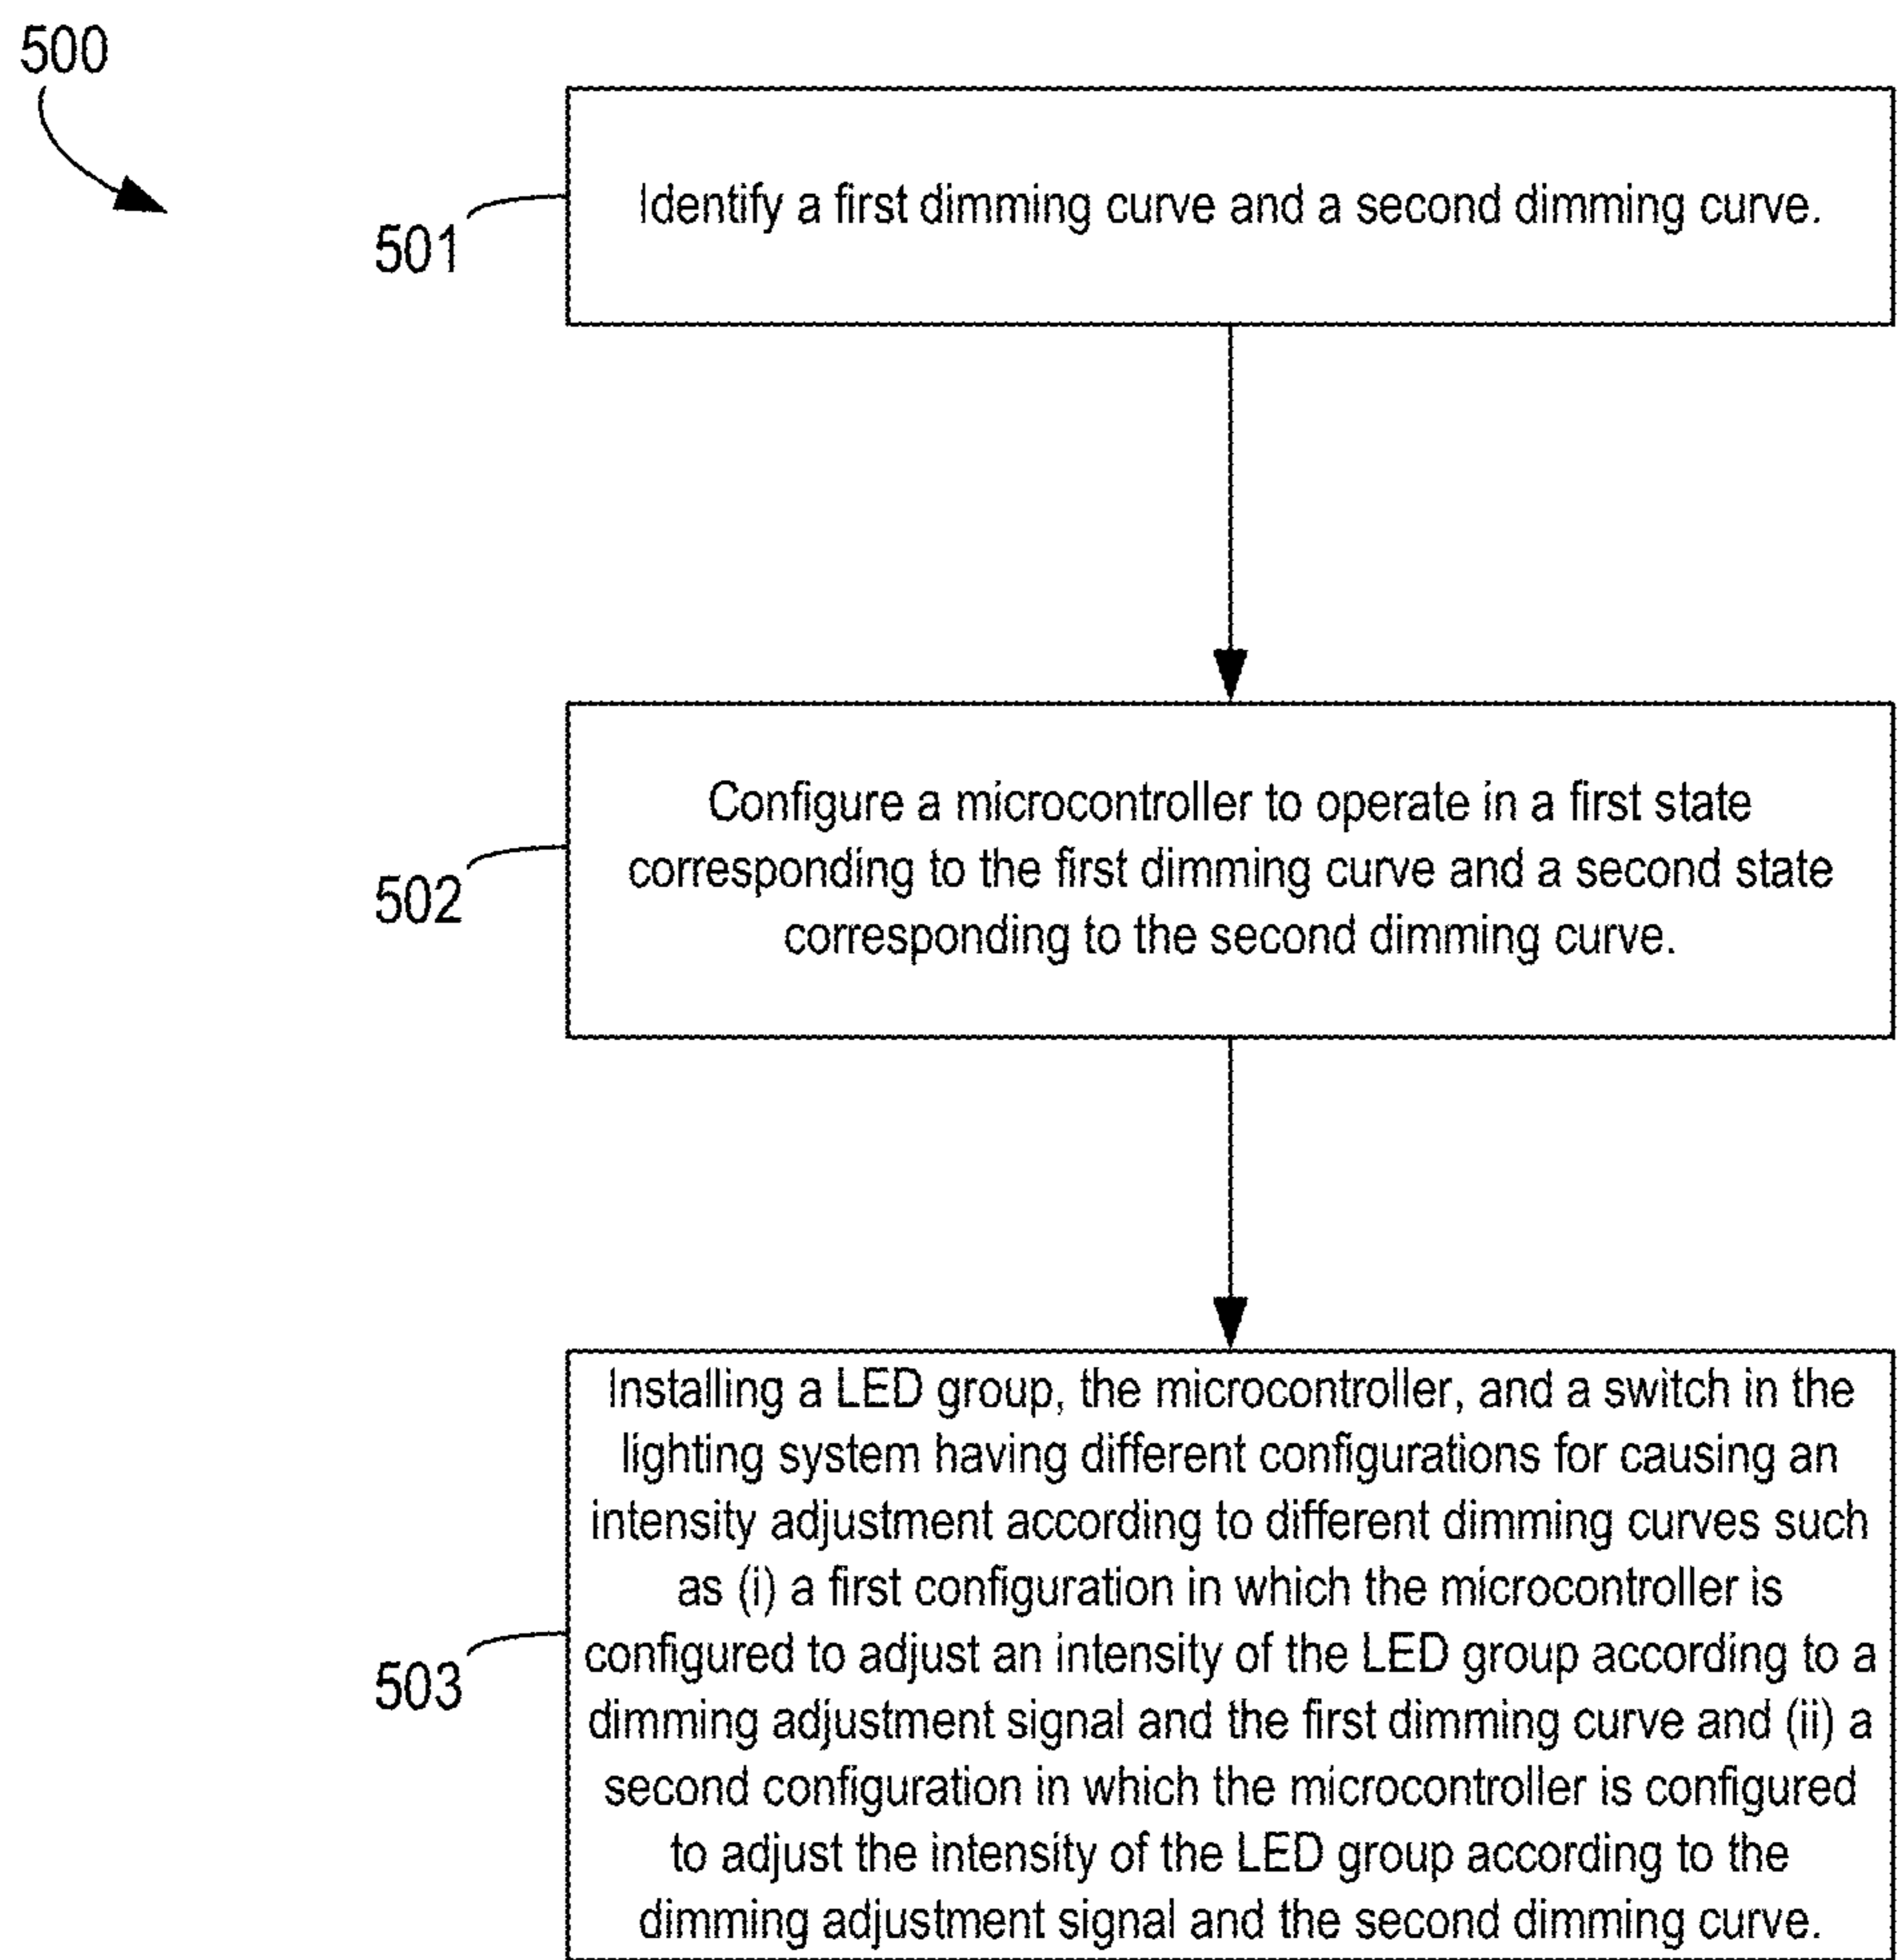 500
501
Identify a first dimming curve and a second dimming curve.
502
Configure a microcontroller to operate in a first state
corresponding to the first dimming curve and a second state
corresponding to the second dimming curve.
503
Installing a LED group, the microcontroller, and a switch in the
lighting system having different configurations for causing an
intensity adjustment according to different dimming curves such
as (i) a first configuration in which the microcontroller is
configured to adjust an intensity of the LED group according to a
dimming adjustment signal and the first dimming curve and (ii) a
second configuration in which the microcontroller is configured
to adjust the intensity of the LED group according to the
dimming adjustment signal and the second dimming curve.